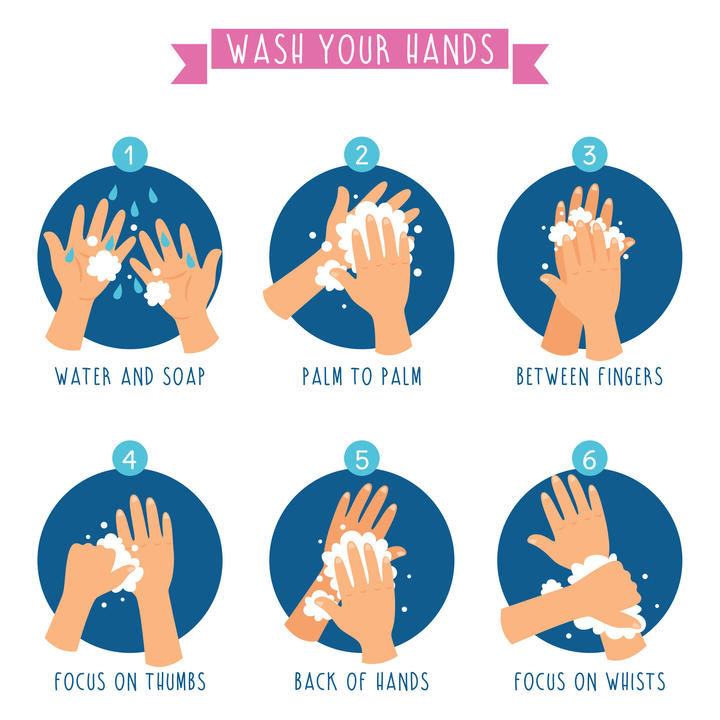 WASH YOUR HANDS
1
WATER AND SOAP
2
PALM TO PALM
3
BETWEEN FINGERS
4
FOCUS ON THUMBS
5
BACK OF HANDS
6
FOCUS ON WHISTS